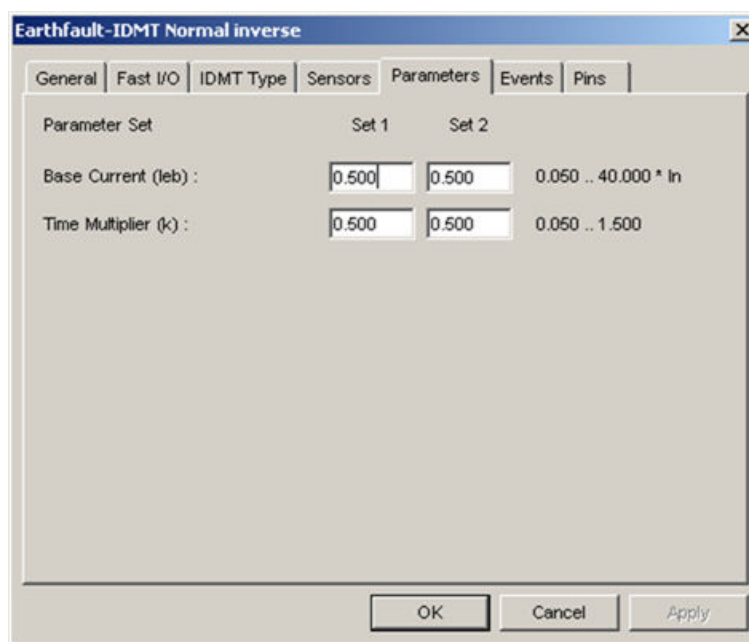 Earthfault-IDMT Normal inverse
General Fast I/O IDMT Type Sensors Parameters Events Pins
Parameter Set Set 1 Set 2
Base Current (Ieb) : 0.500 0.500 0.050 .. 40.000 * In
Time Multiplier (k) : 0.500 0.500 0.050 .. 1.500
OK Cancel Apply